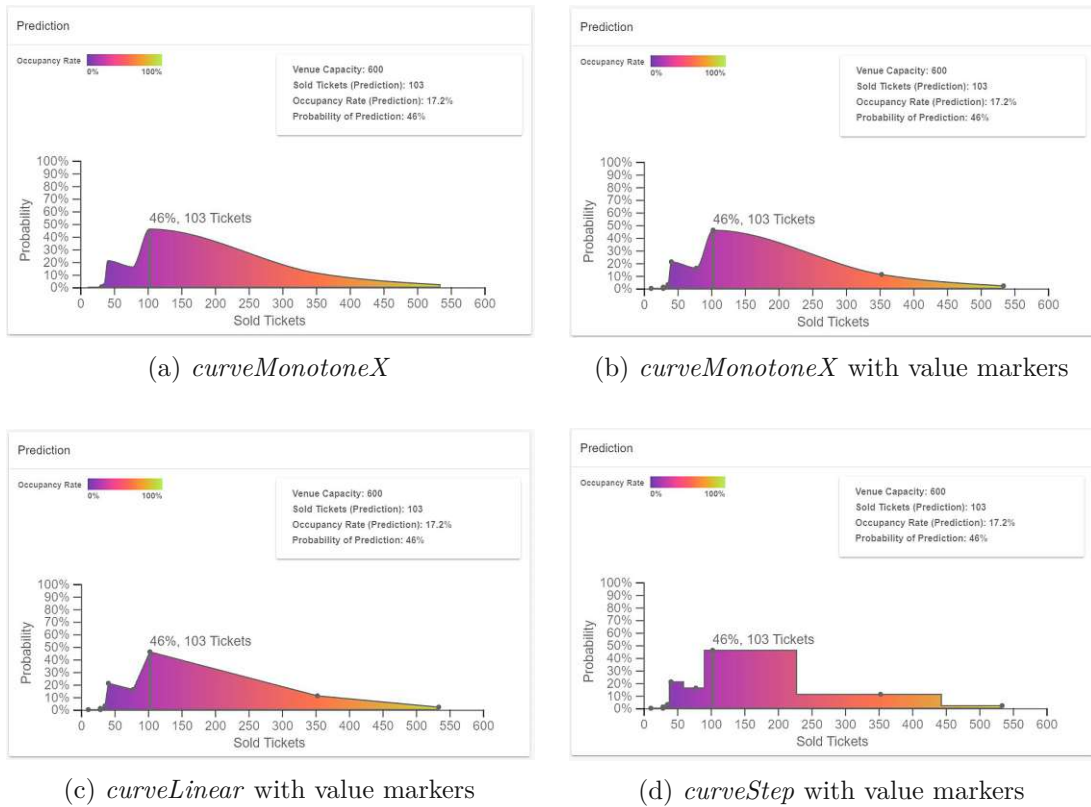 Prediction
Occupancy Rate
0% 100%
Venue Capacity: 600
Sold Tickets (Prediction): 103
Occupancy Rate (Prediction): 17.2%
Probability of Prediction: 46%
100%
90%
80%
70%
60%
50%
40%
30%
20%
10%
0%
Probability
46%, 103 Tickets
0 50 100 150 200 250 300 350 400 450 500 550 600
Sold Tickets
(a) curveMonotoneX
Prediction
Occupancy Rate
0% 100%
Venue Capacity: 600
Sold Tickets (Prediction): 103
Occupancy Rate (Prediction): 17.2%
Probability of Prediction: 46%
100%
90%
80%
70%
60%
50%
40%
30%
20%
10%
0%
Probability
46%, 103 Tickets
0 50 100 150 200 250 300 350 400 450 500 550 600
Sold Tickets
(b) curveMonotoneX with value markers
Prediction
Occupancy Rate
0% 100%
Venue Capacity: 600
Sold Tickets (Prediction): 103
Occupancy Rate (Prediction): 17.2%
Probability of Prediction: 46%
100%
90%
80%
70%
60%
50%
40%
30%
20%
10%
0%
Probability
46%, 103 Tickets
0 50 100 150 200 250 300 350 400 450 500 550 600
Sold Tickets
(c) curveLinear with value markers
Prediction
Occupancy Rate
0% 100%
Venue Capacity: 600
Sold Tickets (Prediction): 103
Occupancy Rate (Prediction): 17.2%
Probability of Prediction: 46%
100%
90%
80%
70%
60%
50%
40%
30%
20%
10%
0%
Probability
46%, 103 Tickets
0 50 100 150 200 250 300 350 400 450 500 550 600
Sold Tickets
(d) curveStep with value markers